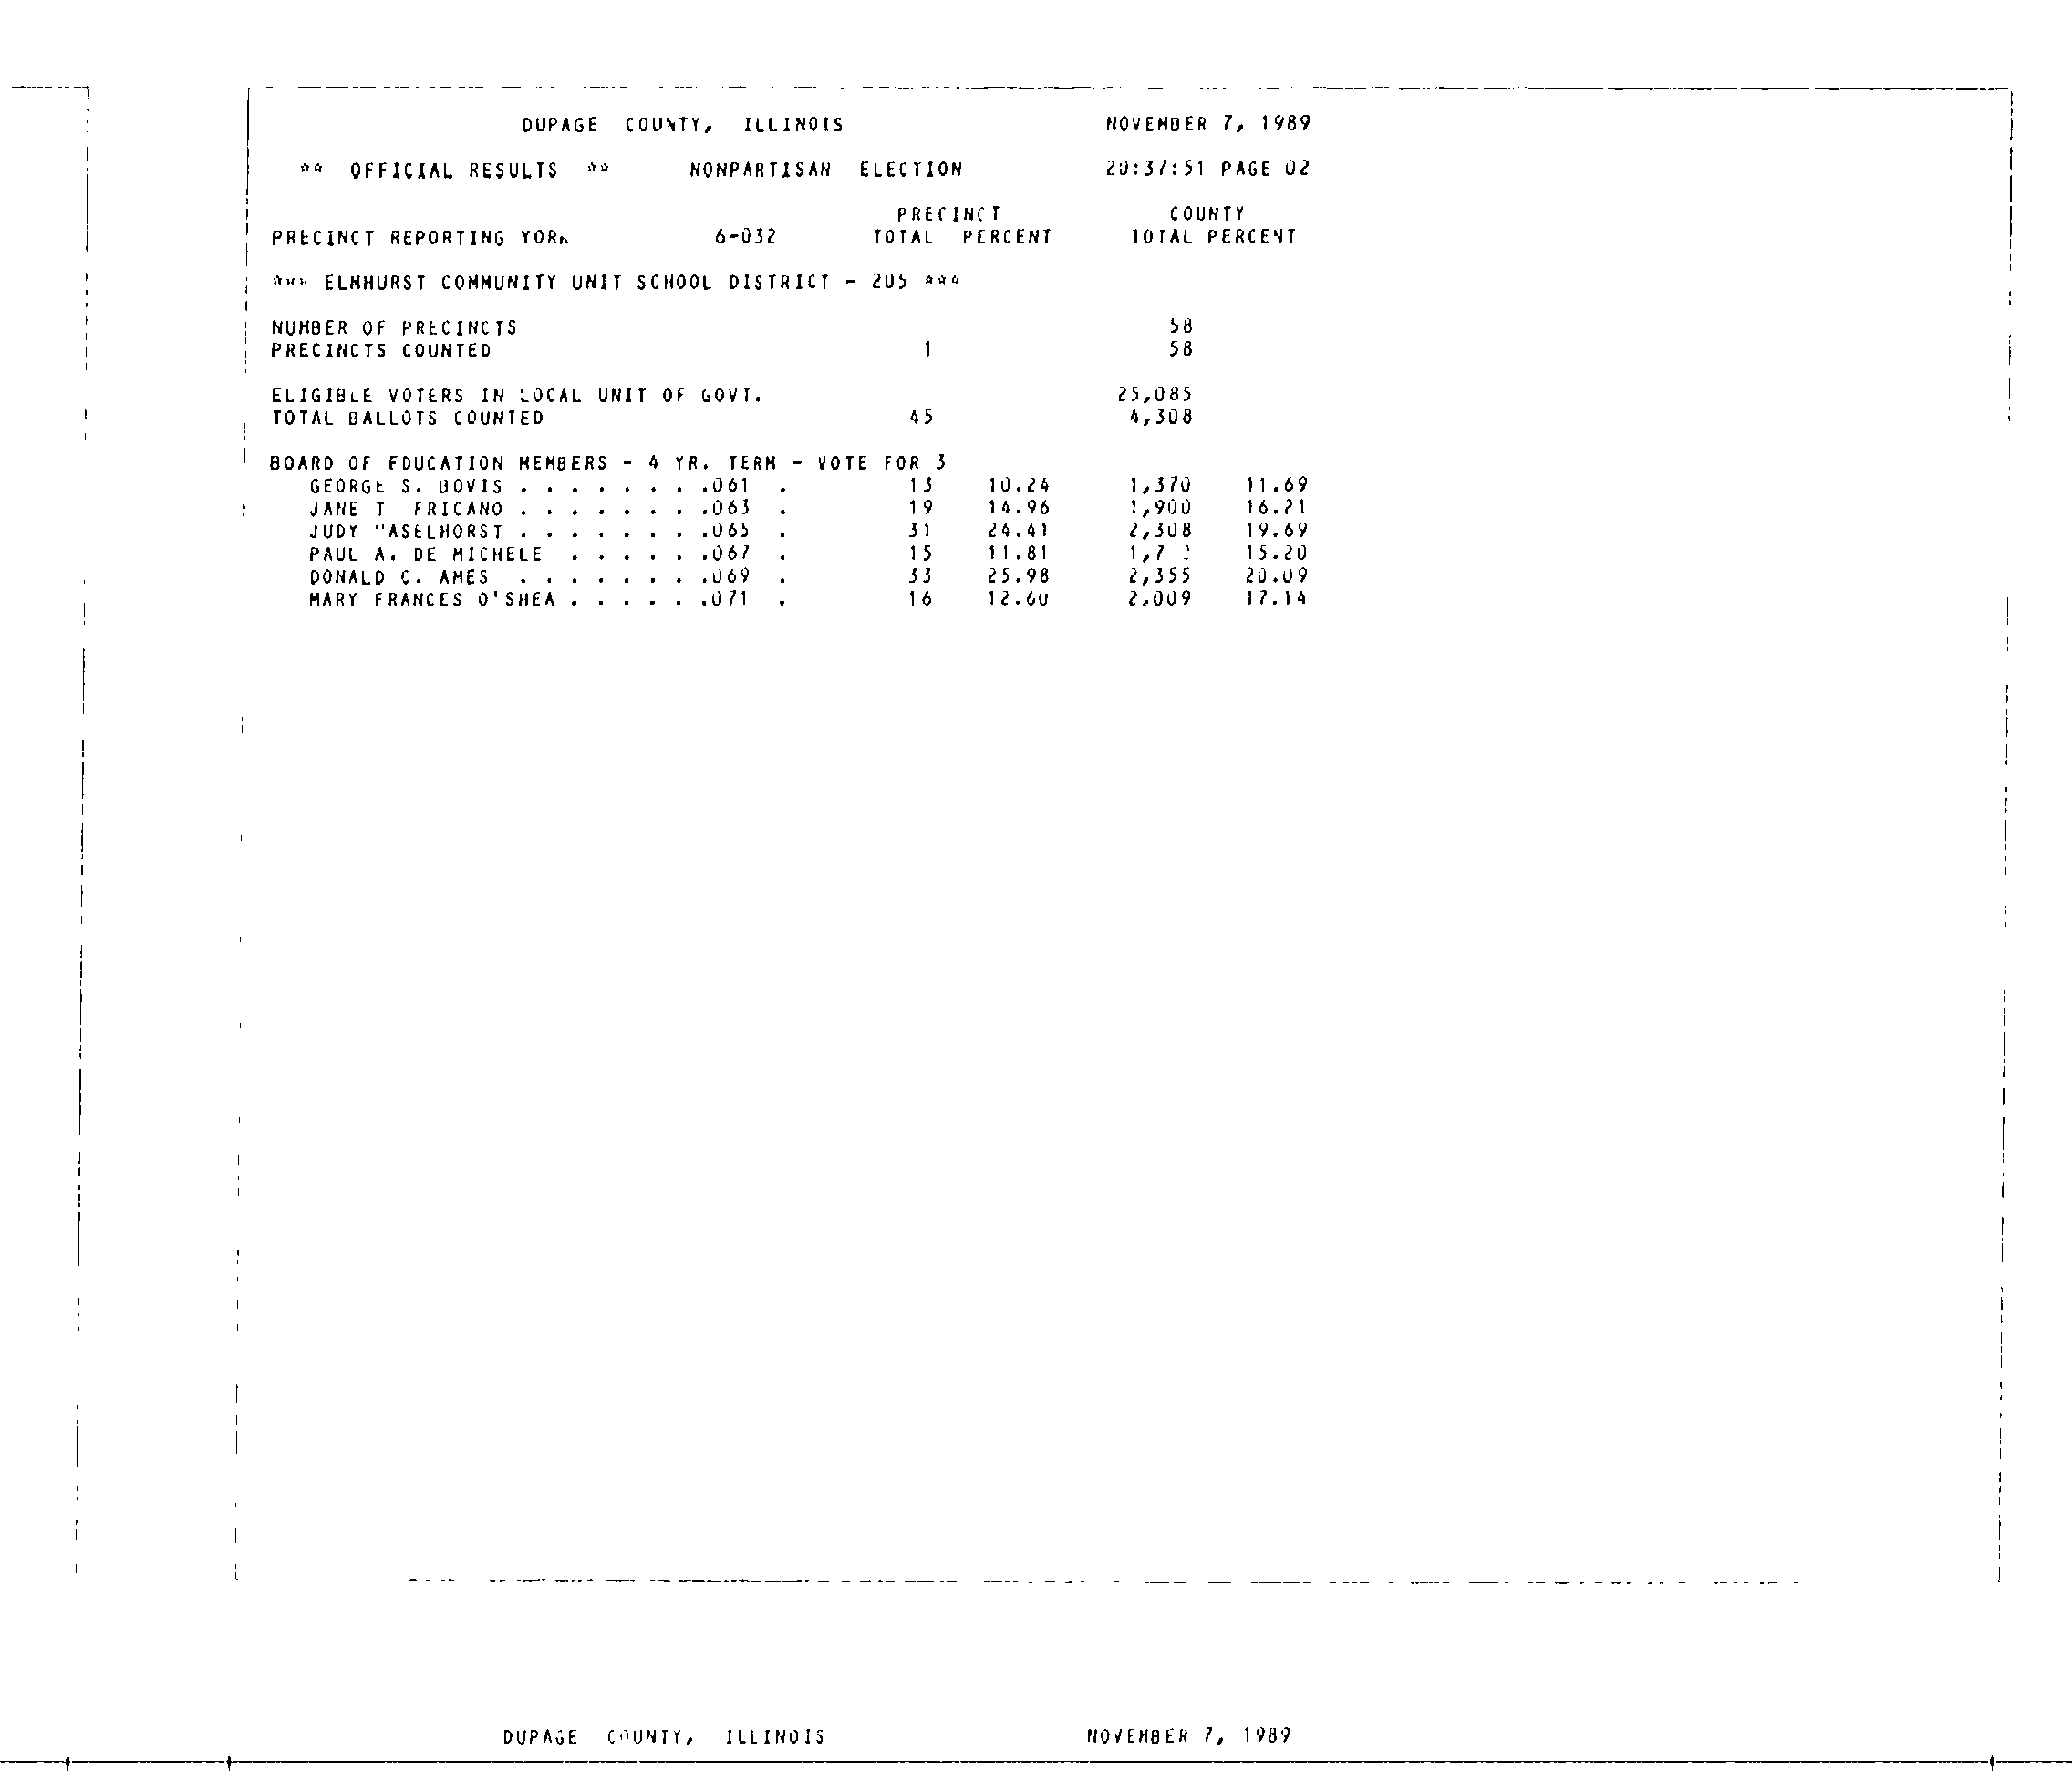 DUPAGE COUNTY, ILLINOIS NOVEMBER 7, 1989
** OFFICIAL RESULTS ** NONPARTISAN ELECTION 20:37:51 PAGE 02
PRECINCT COUNTY
PRECINCT REPORTING YORK 6-032 TOTAL PERCENT TOTAL PERCENT
*** ELMHURST COMMUNITY UNIT SCHOOL DISTRICT - 205 ***
NUMBER OF PRECINCTS 58
PRECINCTS COUNTED 1 58
ELIGIBLE VOTERS IN LOCAL UNIT OF GOVT. 25,085
TOTAL BALLOTS COUNTED 45 4,308
BOARD OF EDUCATION MEMBERS - 4 YR. TERM - VOTE FOR 3
GEORGE S. BOVIS . . . . . . . .061 . 13 10.24 1,370 11.69
JANE T FRICANO . . . . . . . .063 . 19 14.96 1,900 16.21
JUDY . . . . . . . .065 . 31 24.41 2,308 19.69
PAUL A. DE MICHELE . . . . . .067 . 15 11.81 15.20
DONALD C. AMES . . . . . . . .069 . 33 25.98 2,355 20.09
MARY FRANCES O'SHEA . . . . . .071 . 16 12.60 2,009 17.14
DUPAGE COUNTY, ILLINOIS NOVEMBER 7, 1989